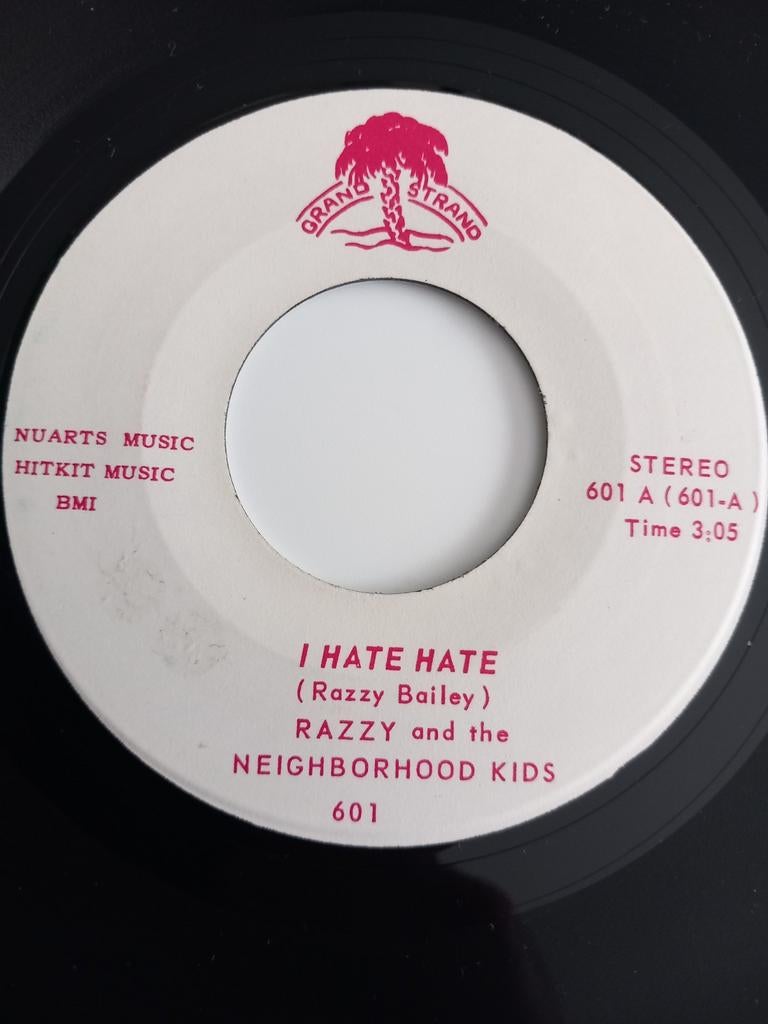 GRAND STRAND
NUARTS MUSIC
HITKIT MUSIC
BMI
STEREO
601 A (601-A)
Time 3:05
I HATE HATE
(Razzy Bailey)
RAZZY and the
NEIGHBORHOOD KIDS
601